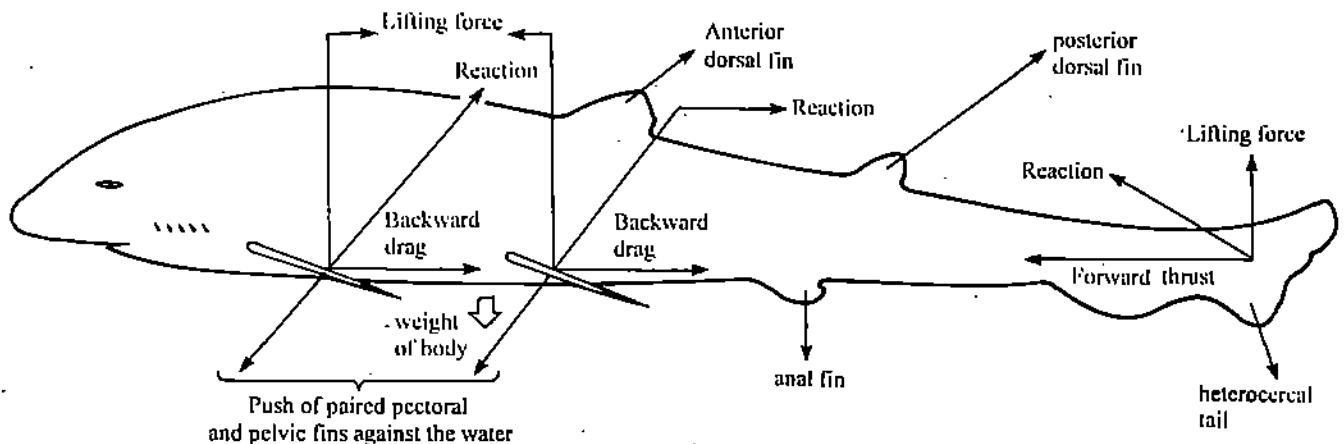 Lifting force
Reaction
Anterior
dorsal fin
Reaction
posterior
dorsal fin
Lifting force
Reaction
Backward
drag
Backward
drag
Forward thrust
weight
of body
anal fin
heterocercal
tail
Push of paired pectoral
and pelvic fins against the water